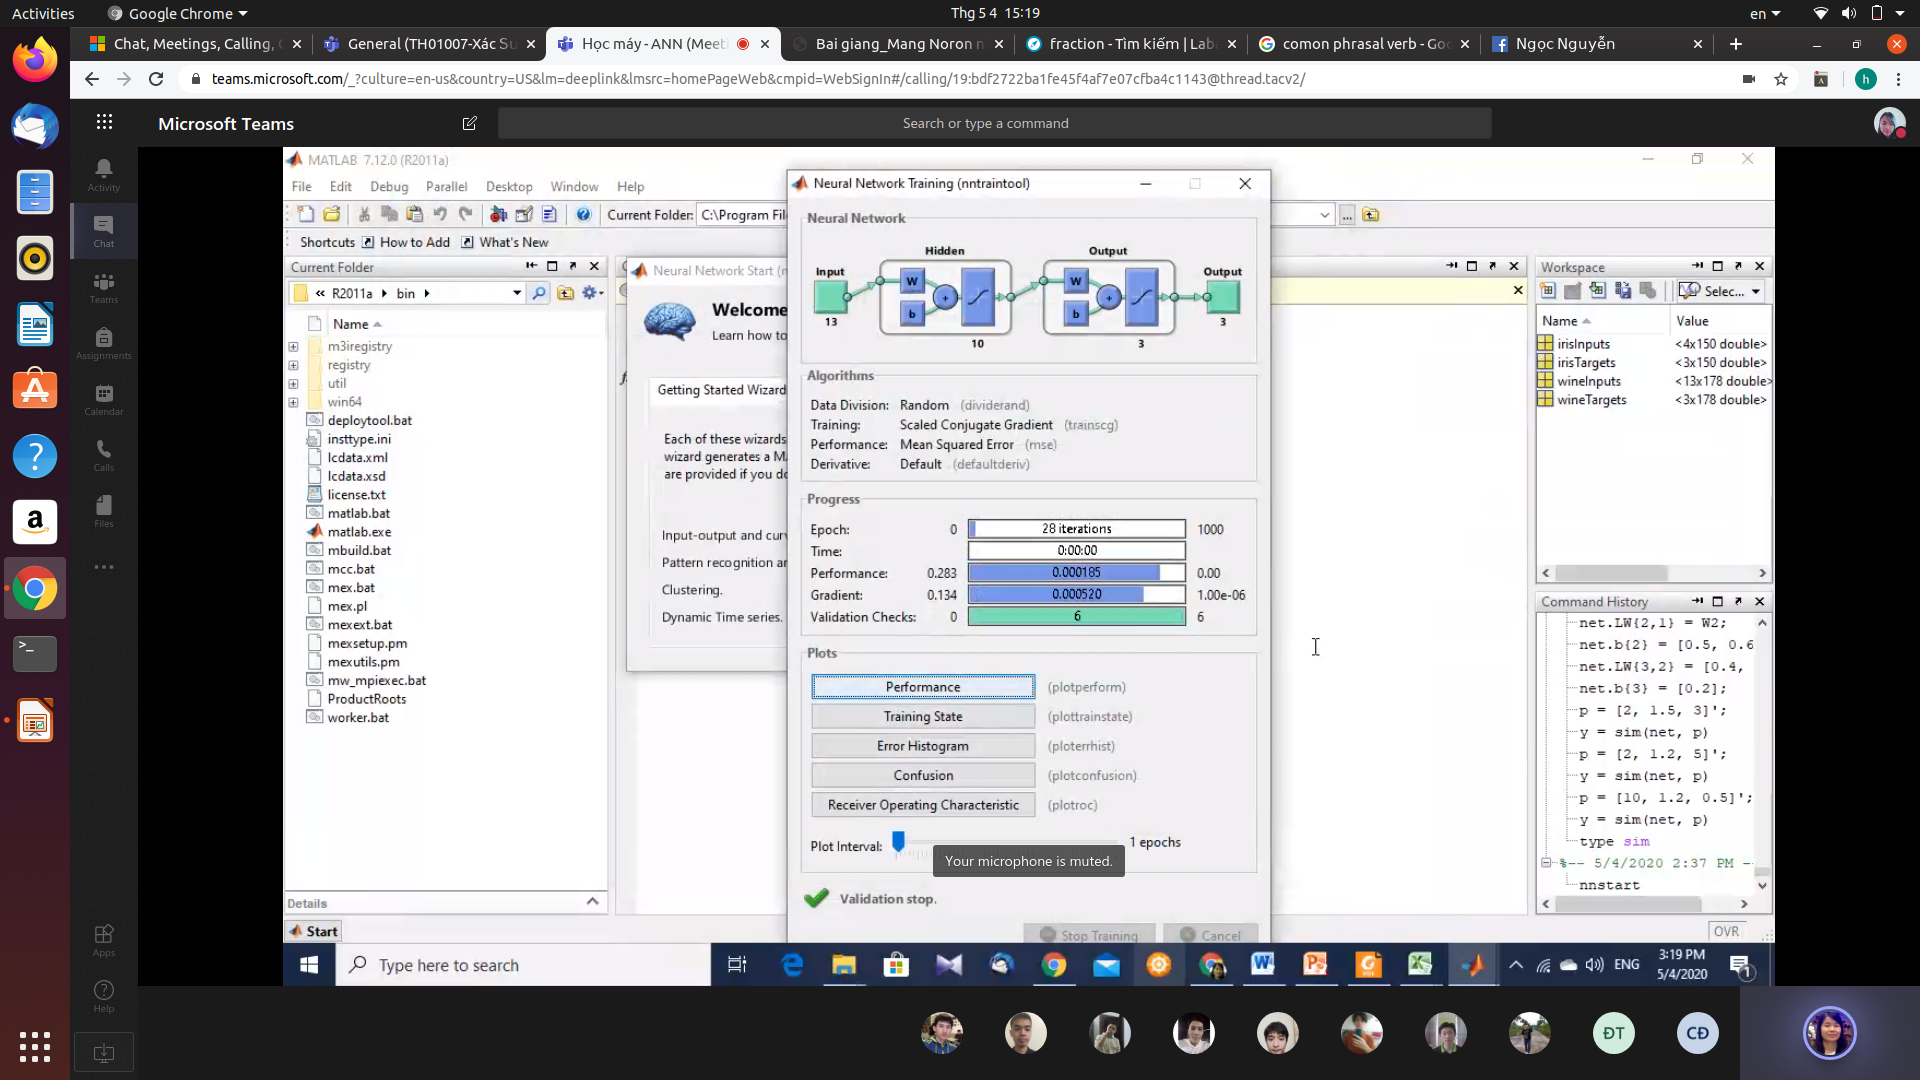 Activities
Google Chrome
Thg 5 4 15:19
en
Chat, Meetings, Calling,
General (TH01007-Xác Su
Học máy - ANN (Meet
Bai giang_Mang Noron n
fraction - Tìm kiếm | Lab
comon phrasal verb - Goo
Ngọc Nguyễn
teams.microsoft.com/_?culture=en-us&country=US&lm=deeplink&lmsrc=homePageWeb&cmpid=WebSignIn#/calling/19:bdf2722ba1fe45f4af7e07cfba4c1143@thread.tacv2/
h
Microsoft Teams
Search or type a command
Activity
Chat
Teams
Assignments
Calendar
Calls
Files
Apps
Help
MATLAB 7.12.0 (R2011a)
File Edit Debug Parallel Desktop Window Help
Current Folder: C:\Program Fil
Shortcuts How to Add What's New
Current Folder
« R2011a bin
Name
m3iregistry
registry
util
win64
deploytool.bat
insttype.ini
lcdata.xml
lcdata.xsd
license.txt
matlab.bat
matlab.exe
mbuild.bat
mcc.bat
mex.bat
mex.pl
mexext.bat
mexsetup.pm
mexutils.pm
mw_mpiexec.bat
ProductRoots
worker.bat
Details
Start
Neural Network Start (n
Welcome
Learn how to
Getting Started Wizard
Each of these wizards
wizard generates a M
are provided if you do
Input-output and curv
Pattern recognition an
Clustering.
Dynamic Time series.
Neural Network Training (nntraintool)
Neural Network
Hidden Output
Input Output
W W
+ +
b b
13 3
10 3
Algorithms
Data Division: Random (dividerand)
Training: Scaled Conjugate Gradient (trainscg)
Performance: Mean Squared Error (mse)
Derivative: Default (defaultderiv)
Progress
Epoch: 0 28 iterations 1000
Time: 0:00:00
Performance: 0.283 0.000185 0.00
Gradient: 0.134 0.000520 1.00e-06
Validation Checks: 0 6 6
Plots
Performance (plotperform)
Training State (plottrainstate)
Error Histogram (ploterrhist)
Confusion (plotconfusion)
Receiver Operating Characteristic (plotroc)
Plot Interval: 1 epochs
Your microphone is muted.
Validation stop.
Stop Training Cancel
Workspace
Selec...
Name Value
irisInputs <4x150 double>
irisTargets <3x150 double>
wineInputs <13x178 double>
wineTargets <3x178 double>
Command History
net.LW{2,1} = W2;
net.b{2} = [0.5, 0.6
net.LW{3,2} = [0.4,
net.b{3} = [0.2];
p = [2, 1.5, 3]';
y = sim(net, p)
p = [2, 1.2, 5]';
y = sim(net, p)
p = [10, 1.2, 0.5]';
y = sim(net, p)
type sim
%-- 5/4/2020 2:37 PM --
nnstart
OVR
Type here to search
ENG
3:19 PM
5/4/2020
1
ĐT
CĐ